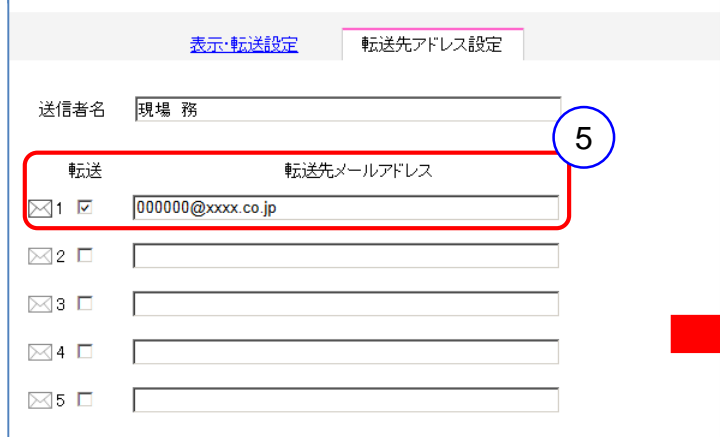 表示・転送設定 転送先アドレス設定
送信者名 現場 務
5
転送 転送先メールアドレス
1 000000@xxxx.co.jp
2
3
4
5